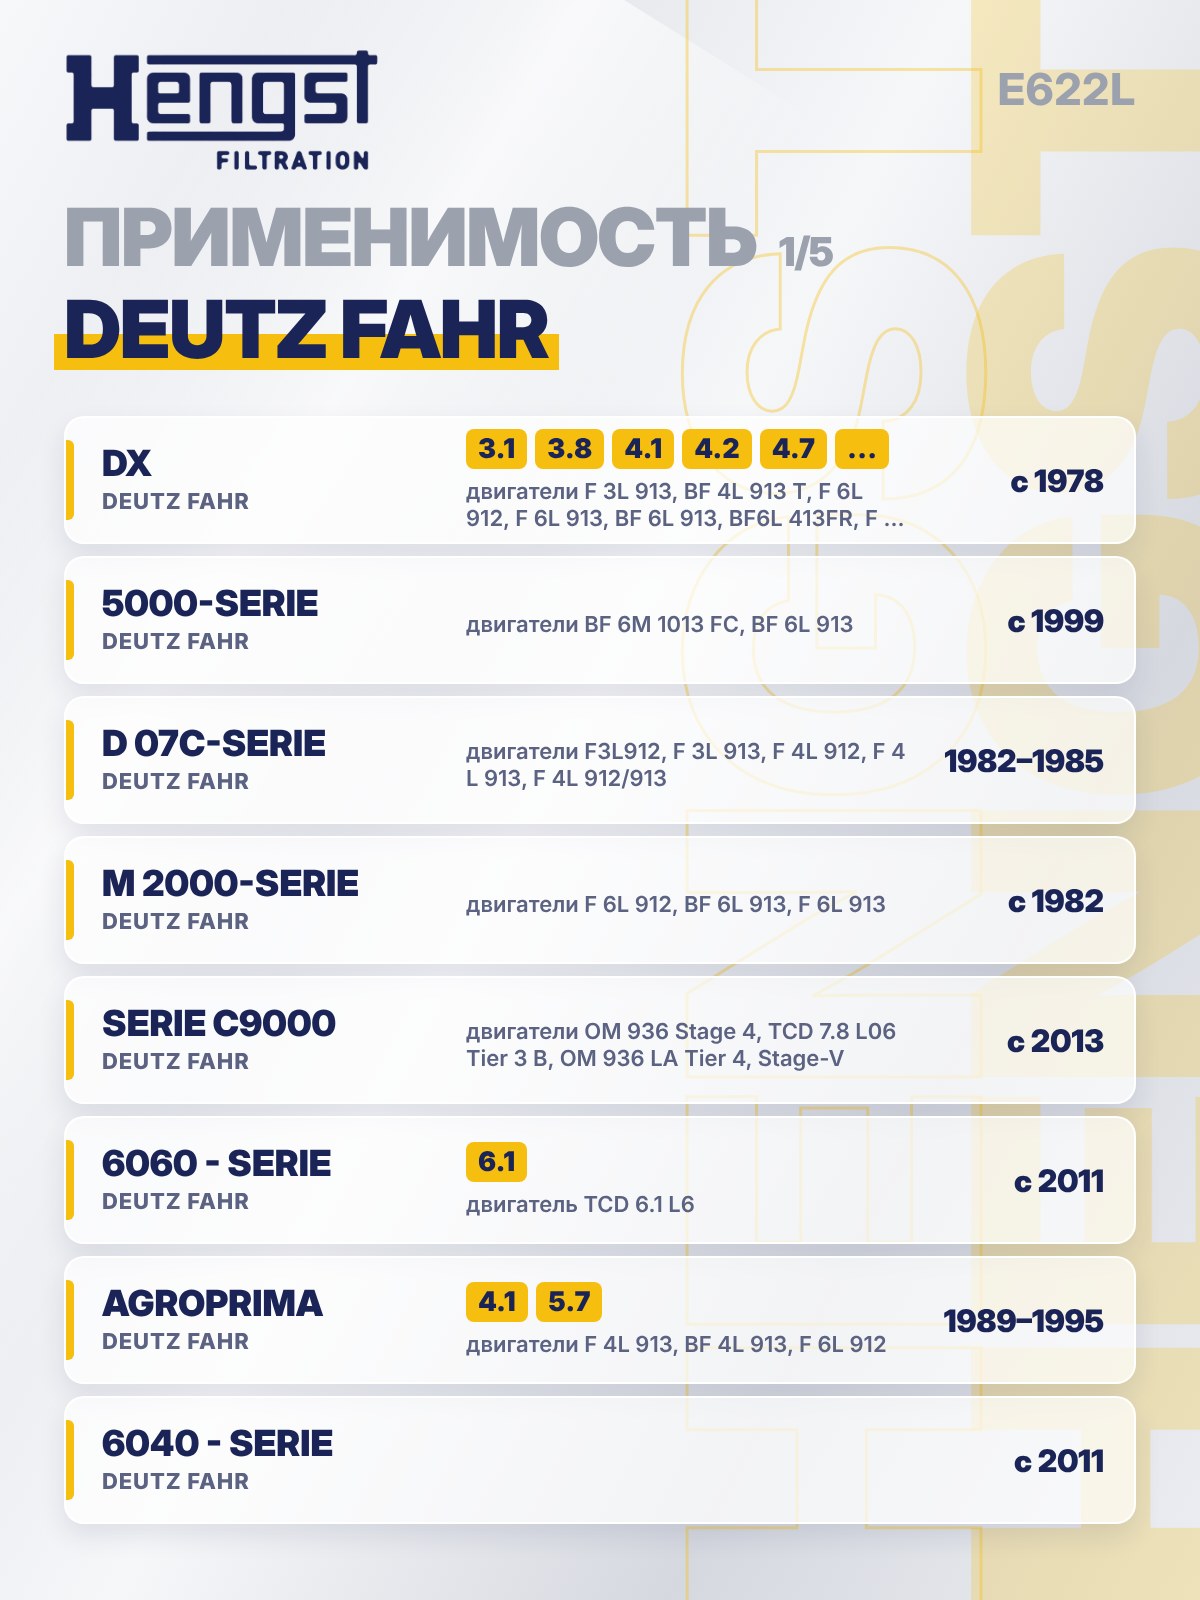 Hengst
FILTRATION
E622L
ПРИМЕНИМОСТЬ 1/5
DEUTZ FAHR
DX
DEUTZ FAHR
3.1 3.8 4.1 4.2 4.7 ...
двигатели F 3L 913, BF 4L 913 T, F 6L
912, F 6L 913, BF 6L 913, BF6L 413FR, F ...
с 1978
5000-SERIE
DEUTZ FAHR
двигатели BF 6M 1013 FC, BF 6L 913
с 1999
D 07C-SERIE
DEUTZ FAHR
двигатели F3L912, F 3L 913, F 4L 912, F 4
L 913, F 4L 912/913
1982–1985
M 2000-SERIE
DEUTZ FAHR
двигатели F 6L 912, BF 6L 913, F 6L 913
с 1982
SERIE C9000
DEUTZ FAHR
двигатели OM 936 Stage 4, TCD 7.8 L06
Tier 3 B, OM 936 LA Tier 4, Stage-V
с 2013
6060 - SERIE
DEUTZ FAHR
6.1
двигатель TCD 6.1 L6
с 2011
AGROPRIMA
DEUTZ FAHR
4.1 5.7
двигатели F 4L 913, BF 4L 913, F 6L 912
1989–1995
6040 - SERIE
DEUTZ FAHR
с 2011
HENGST
HENGST